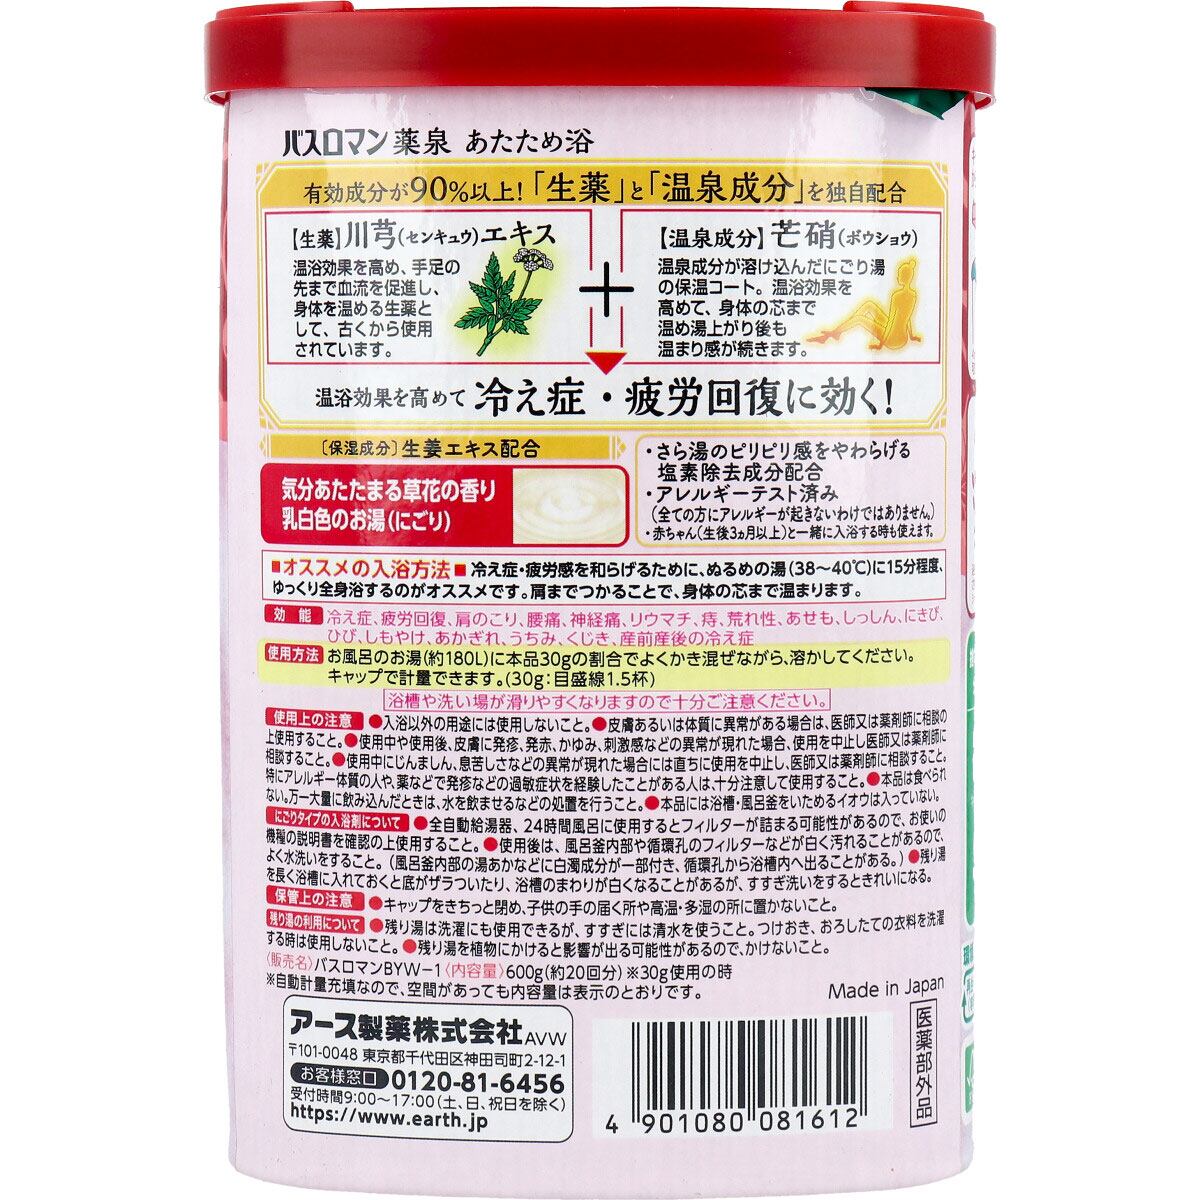 バスロマン薬泉 あたため浴
有効成分が90%以上!「生薬」と「温泉成分」を独自配合
【生薬】川芎(センキュウ)エキス
温浴効果を高め、手足の
先まで血流を促進し、
身体を温める生薬と
して、古くから使用
されています。
+
【温泉成分】芒硝(ボウショウ)
温泉成分が溶け込んだにごり湯
の保温コート。温浴効果を
高めて、身体の芯まで
温め湯上がり後も
温まり感が続きます。
温浴効果を高めて 冷え症・疲労回復に効く!
〔保湿成分〕生姜エキス配合
気分あたたまる草花の香り
乳白色のお湯(にごり)
・さら湯のピリピリ感をやわらげる
塩素除去成分配合
・アレルギーテスト済み
(全ての方にアレルギーが起きないわけではありません。)
・赤ちゃん(生後3ヵ月以上)と一緒に入浴する時も使えます。
■オススメの入浴方法■ 冷え症・疲労感を和らげるために、ぬるめの湯(38〜40℃)に15分程度、
ゆっくり全身浴するのがオススメです。肩までつかることで、身体の芯まで温まります。
効能 冷え症、疲労回復、肩のこり、腰痛、神経痛、リウマチ、痔、荒れ性、あせも、しっしん、にきび、
ひび、しもやけ、あかぎれ、うちみ、くじき、産前産後の冷え症
使用方法 お風呂のお湯(約180L)に本品30gの割合でよくかき混ぜながら、溶かしてください。
キャップで計量できます。(30g:目盛線1.5杯)
浴槽や洗い場が滑りやすくなりますので十分ご注意ください。
使用上の注意 ●入浴以外の用途には使用しないこと。●皮膚あるいは体質に異常がある場合は、医師又は薬剤師に相談の
上使用すること。●使用中や使用後、皮膚に発疹、発赤、かゆみ、刺激感などの異常が現れた場合、使用を中止し医師又は薬剤師に
相談すること。●使用中にじんましん、息苦しさなどの異常が現れた場合には直ちに使用を中止し、医師又は薬剤師に相談すること。
特にアレルギー体質の人や、薬などで発疹などの過敏症状を経験したことがある人は、十分注意して使用すること。●本品は食べられ
ない。万一大量に飲み込んだときは、水を飲ませるなどの処置を行うこと。●本品には浴槽・風呂釜をいためるイオウは入っていない。
にごりタイプの入浴剤について ●全自動給湯器、24時間風呂に使用するとフィルターが詰まる可能性があるので、お使いの
機種の説明書を確認の上使用すること。●使用後は、風呂釜内部や循環孔のフィルターなどが白く汚れることがあるので、
よく水洗いをすること。(風呂釜内部の湯あかなどに白濁成分が一部付き、循環孔から浴槽内へ出ることがある。)●残り湯
を長く浴槽に入れておくと底がザラついたり、浴槽のまわりが白くなることがあるが、すすぎ洗いをするときれいになる。
保管上の注意 ●キャップをきちっと閉め、子供の手の届く所や高温・多湿の所に置かないこと。
残り湯の利用について ●残り湯は洗濯にも使用できるが、すすぎには清水を使うこと。つけおき、おろしたての衣料を洗濯
する時は使用しないこと。●残り湯を植物にかけると影響が出る可能性があるので、かけないこと。
〈販売名〉バスロマンBYW-1〈内容量〉600g(約20回分)※30g使用の時
※自動計量充填なので、空間があっても内容量は表示のとおりです。
Made in Japan
アース製薬株式会社 AVW
〒101-0048 東京都千代田区神田司町2-12-1
お客様窓口 0120-81-6456
受付時間9:00〜17:00(土、日、祝日を除く)
https://www.earth.jp
4 901080 081612
医薬部外品